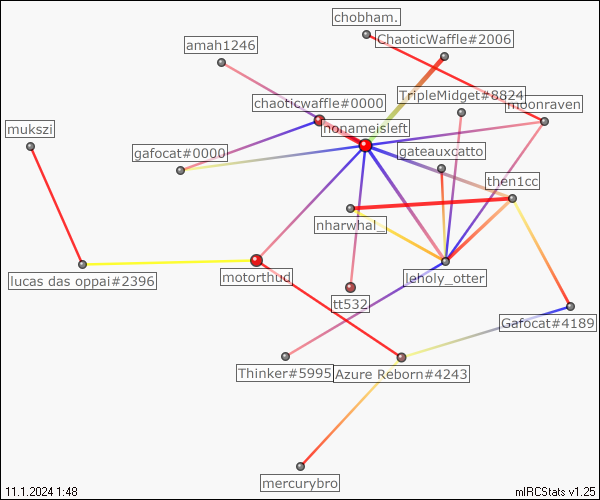 chobham.
amah1246
ChaoticWaffle#2006
TripleMidget#8824
chaoticwaffle#0000
moonraven
mukszi
nonameisleft
gafocat#0000
gateauxcatto
then1cc
nharwhal_
lucas das oppai#2396
motorthud
leholy_otter
tt532
Gafocat#4189
Thinker#5995
Azure Reborn#4243
mercurybro
11.1.2024 1:48
mIRCStats v1.25